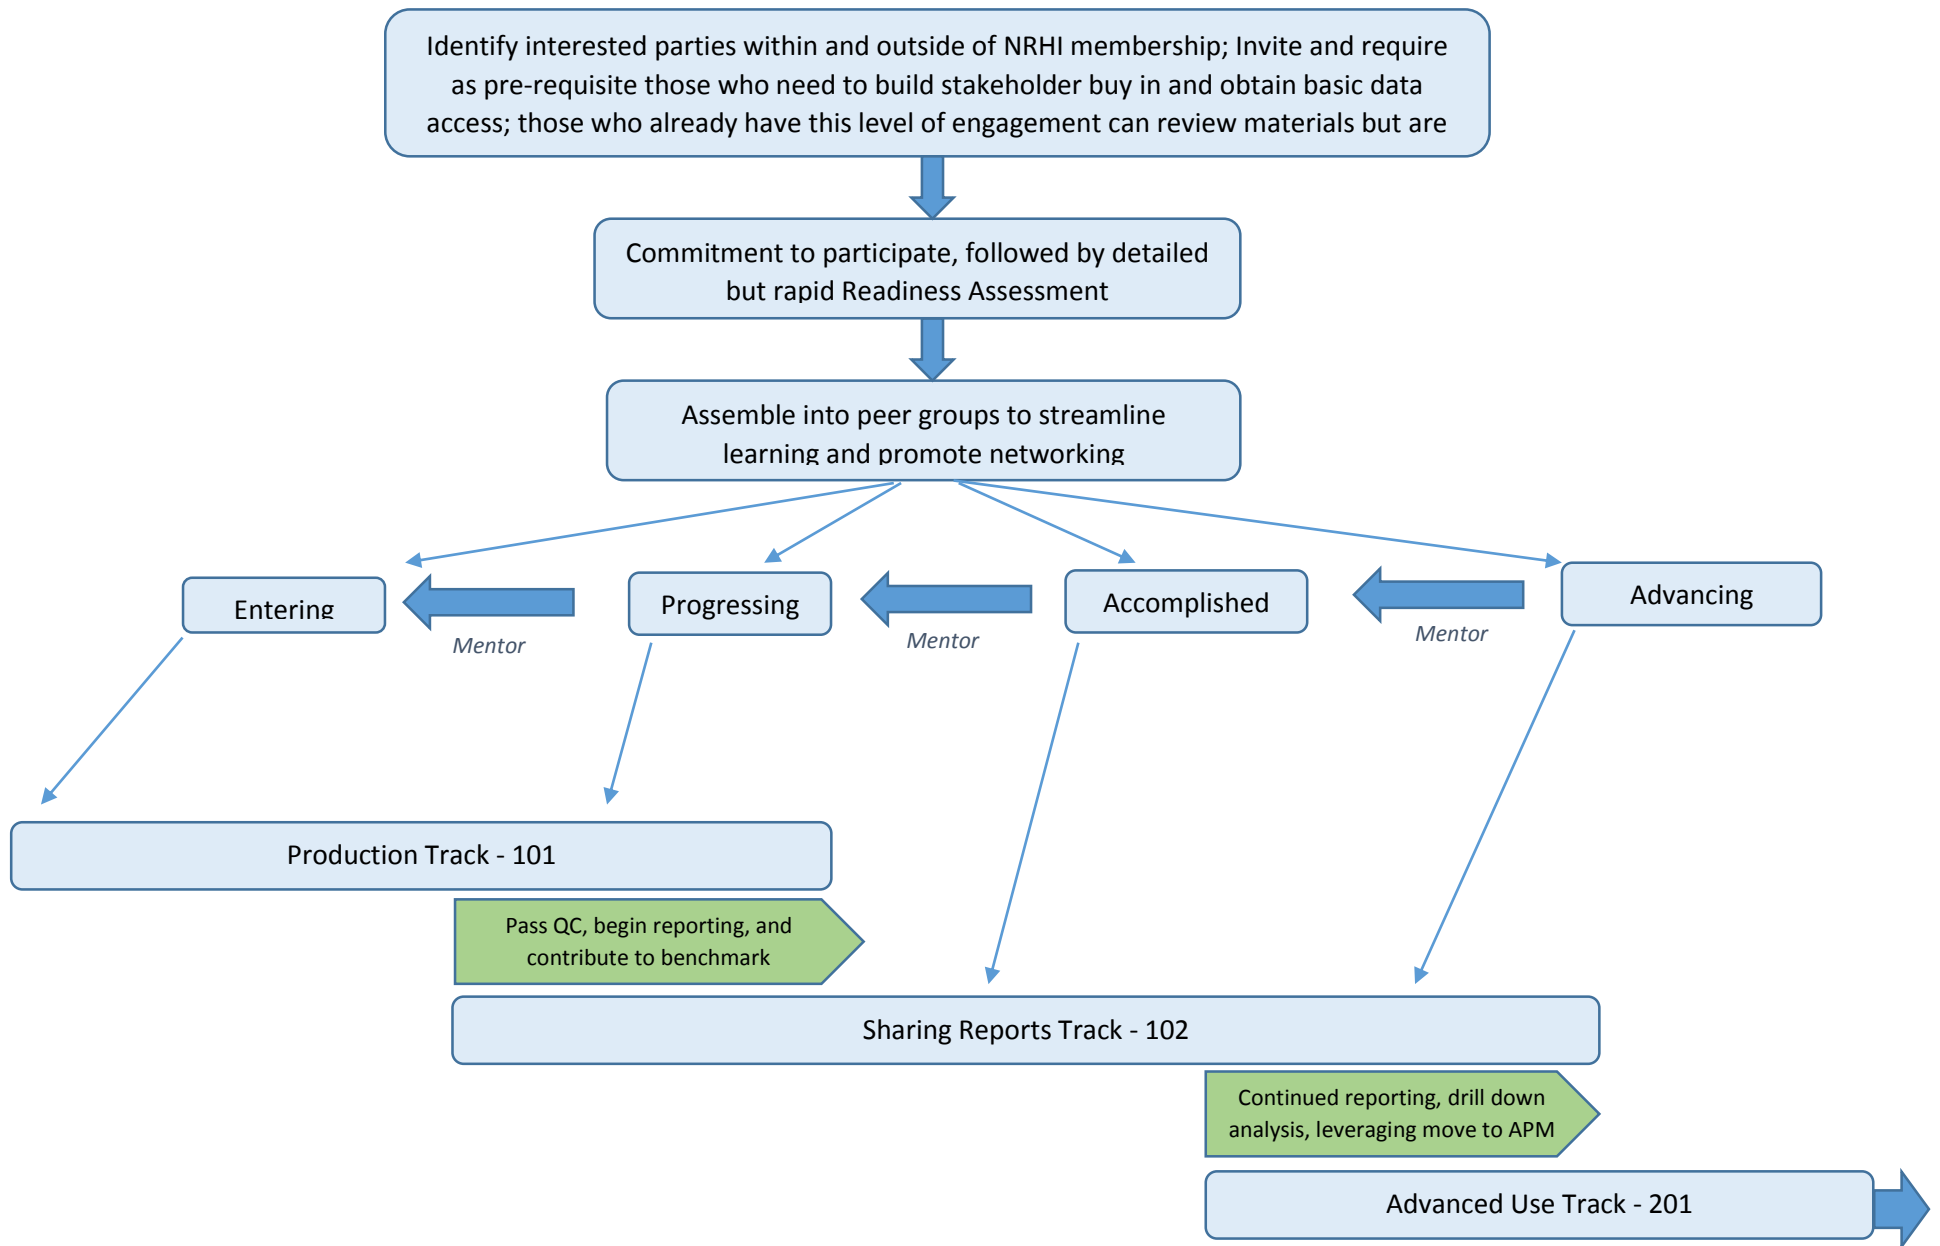 Identify interested parties within and outside of NRHI membership; Invite and require
as pre-requisite those who need to build stakeholder buy in and obtain basic data
access; those who already have this level of engagement can review materials but are
Commitment to participate, followed by detailed
but rapid Readiness Assessment
Assemble into peer groups to streamline
learning and promote networking
Entering
Progressing
Accomplished
Advancing
Mentor
Mentor
Mentor
Production Track - 101
Pass QC, begin reporting, and
contribute to benchmark
Sharing Reports Track - 102
Continued reporting, drill down
analysis, leveraging move to APM
Advanced Use Track - 201